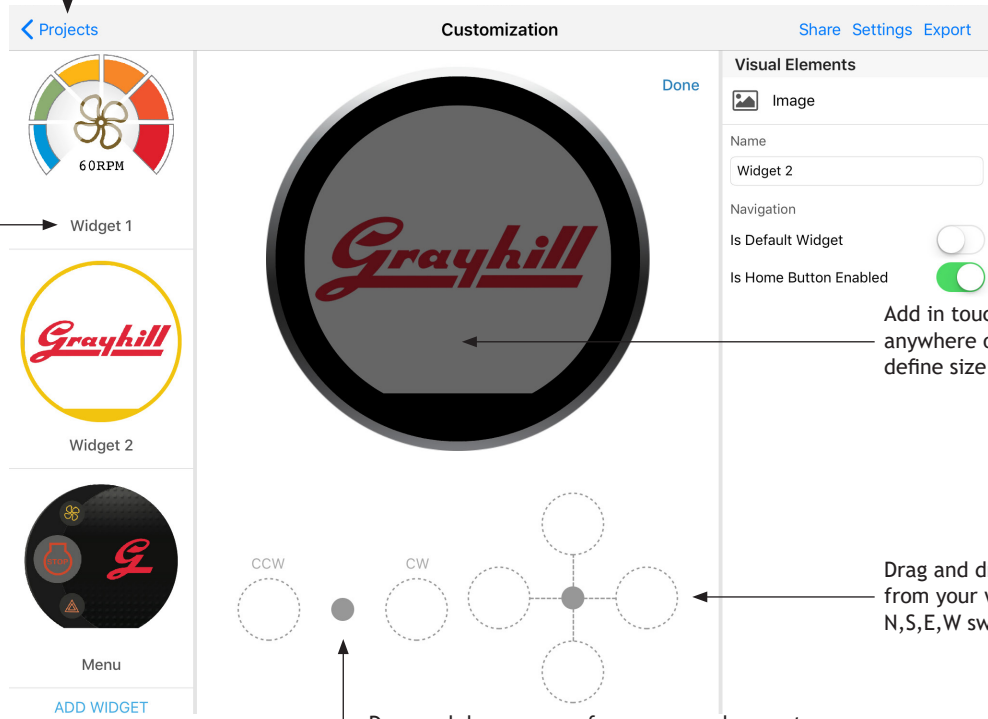 Projects
Customization
Share Settings Export
60RPM
Widget 1
Grayhill
Widget 2
STOP
G
Menu
ADD WIDGET
Done
Grayhill
CCW
CW
Visual Elements
Image
Name
Widget 2
Navigation
Is Default Widget
Is Home Button Enabled
Add in touc
anywhere
define size
Drag and d
from your
N,S,E,W sw